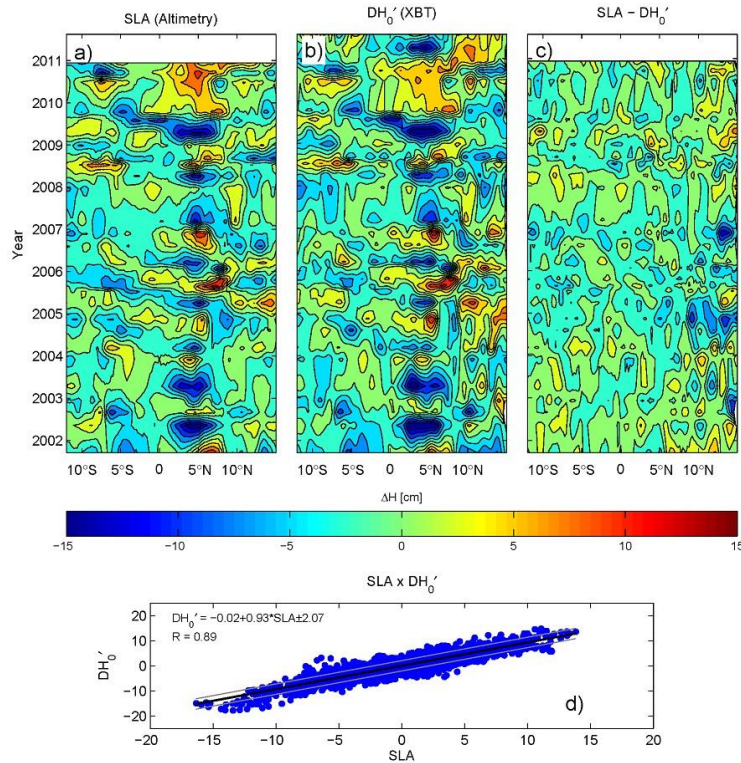 SLA (Altimetry)
DH₀′ (XBT)
SLA − DH₀′
a)
b)
c)
2011
2010
2009
2008
2007
2006
2005
2004
2003
2002
Year
10°S 5°S 0 5°N 10°N
10°S 5°S 0 5°N 10°N
10°S 5°S 0 5°N 10°N
ΔH [cm]
−15 −10 −5 0 5 10 15
SLA x DH₀′
DH₀′ = −0.02+0.93*SLA±2.07
R = 0.89
20
10
0
−10
−20
DH₀′
d)
−20 −15 −10 −5 0 5 10 15 20
SLA